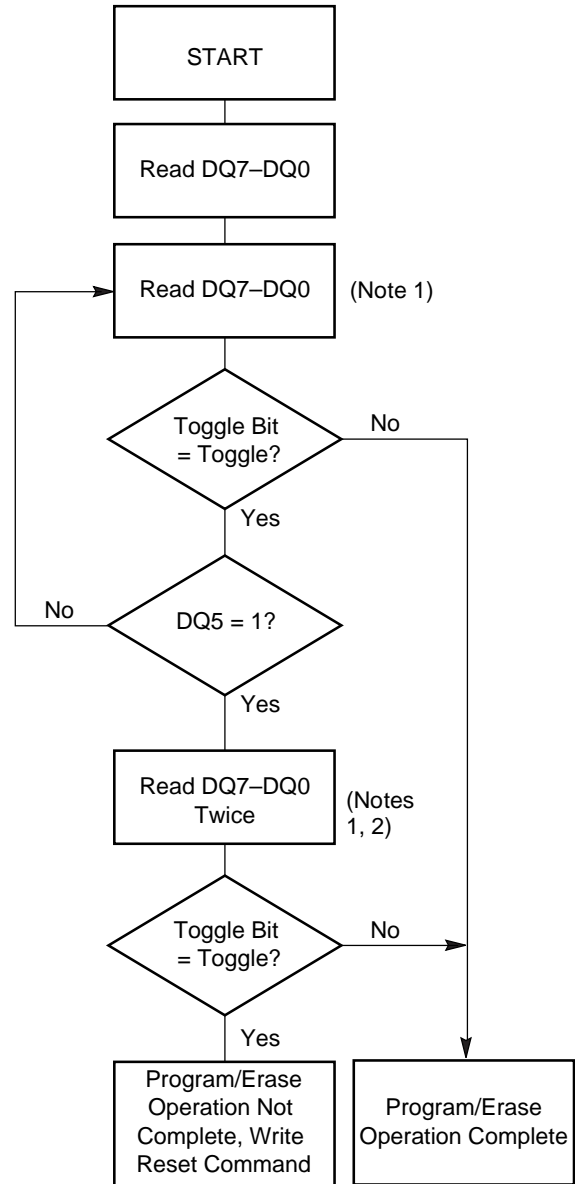 START
Read DQ7–DQ0
Read DQ7–DQ0
(Note 1)
Toggle Bit
= Toggle?
No
Yes
No
DQ5 = 1?
Yes
Read DQ7–DQ0
Twice
(Notes
1, 2)
Toggle Bit
= Toggle?
No
Yes
Program/Erase
Operation Not
Complete, Write
Reset Command
Program/Erase
Operation Complete